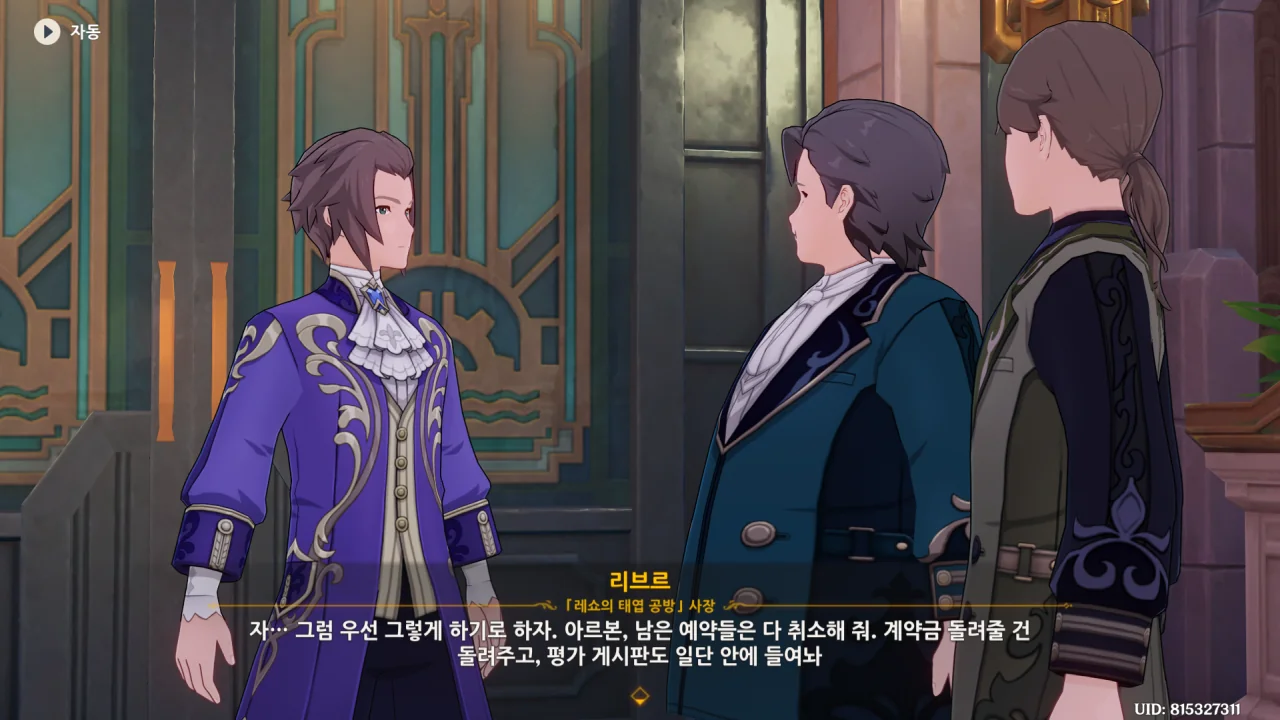 자동
리브르
「레쇼의 태엽 공방」 사장
자… 그럼 우선 그렇게 하기로 하자. 아르본, 남은 예약들은 다 취소해 줘. 계약금 돌려줄 건
돌려주고, 평가 게시판도 일단 안에 들여놔
UID: 815327311